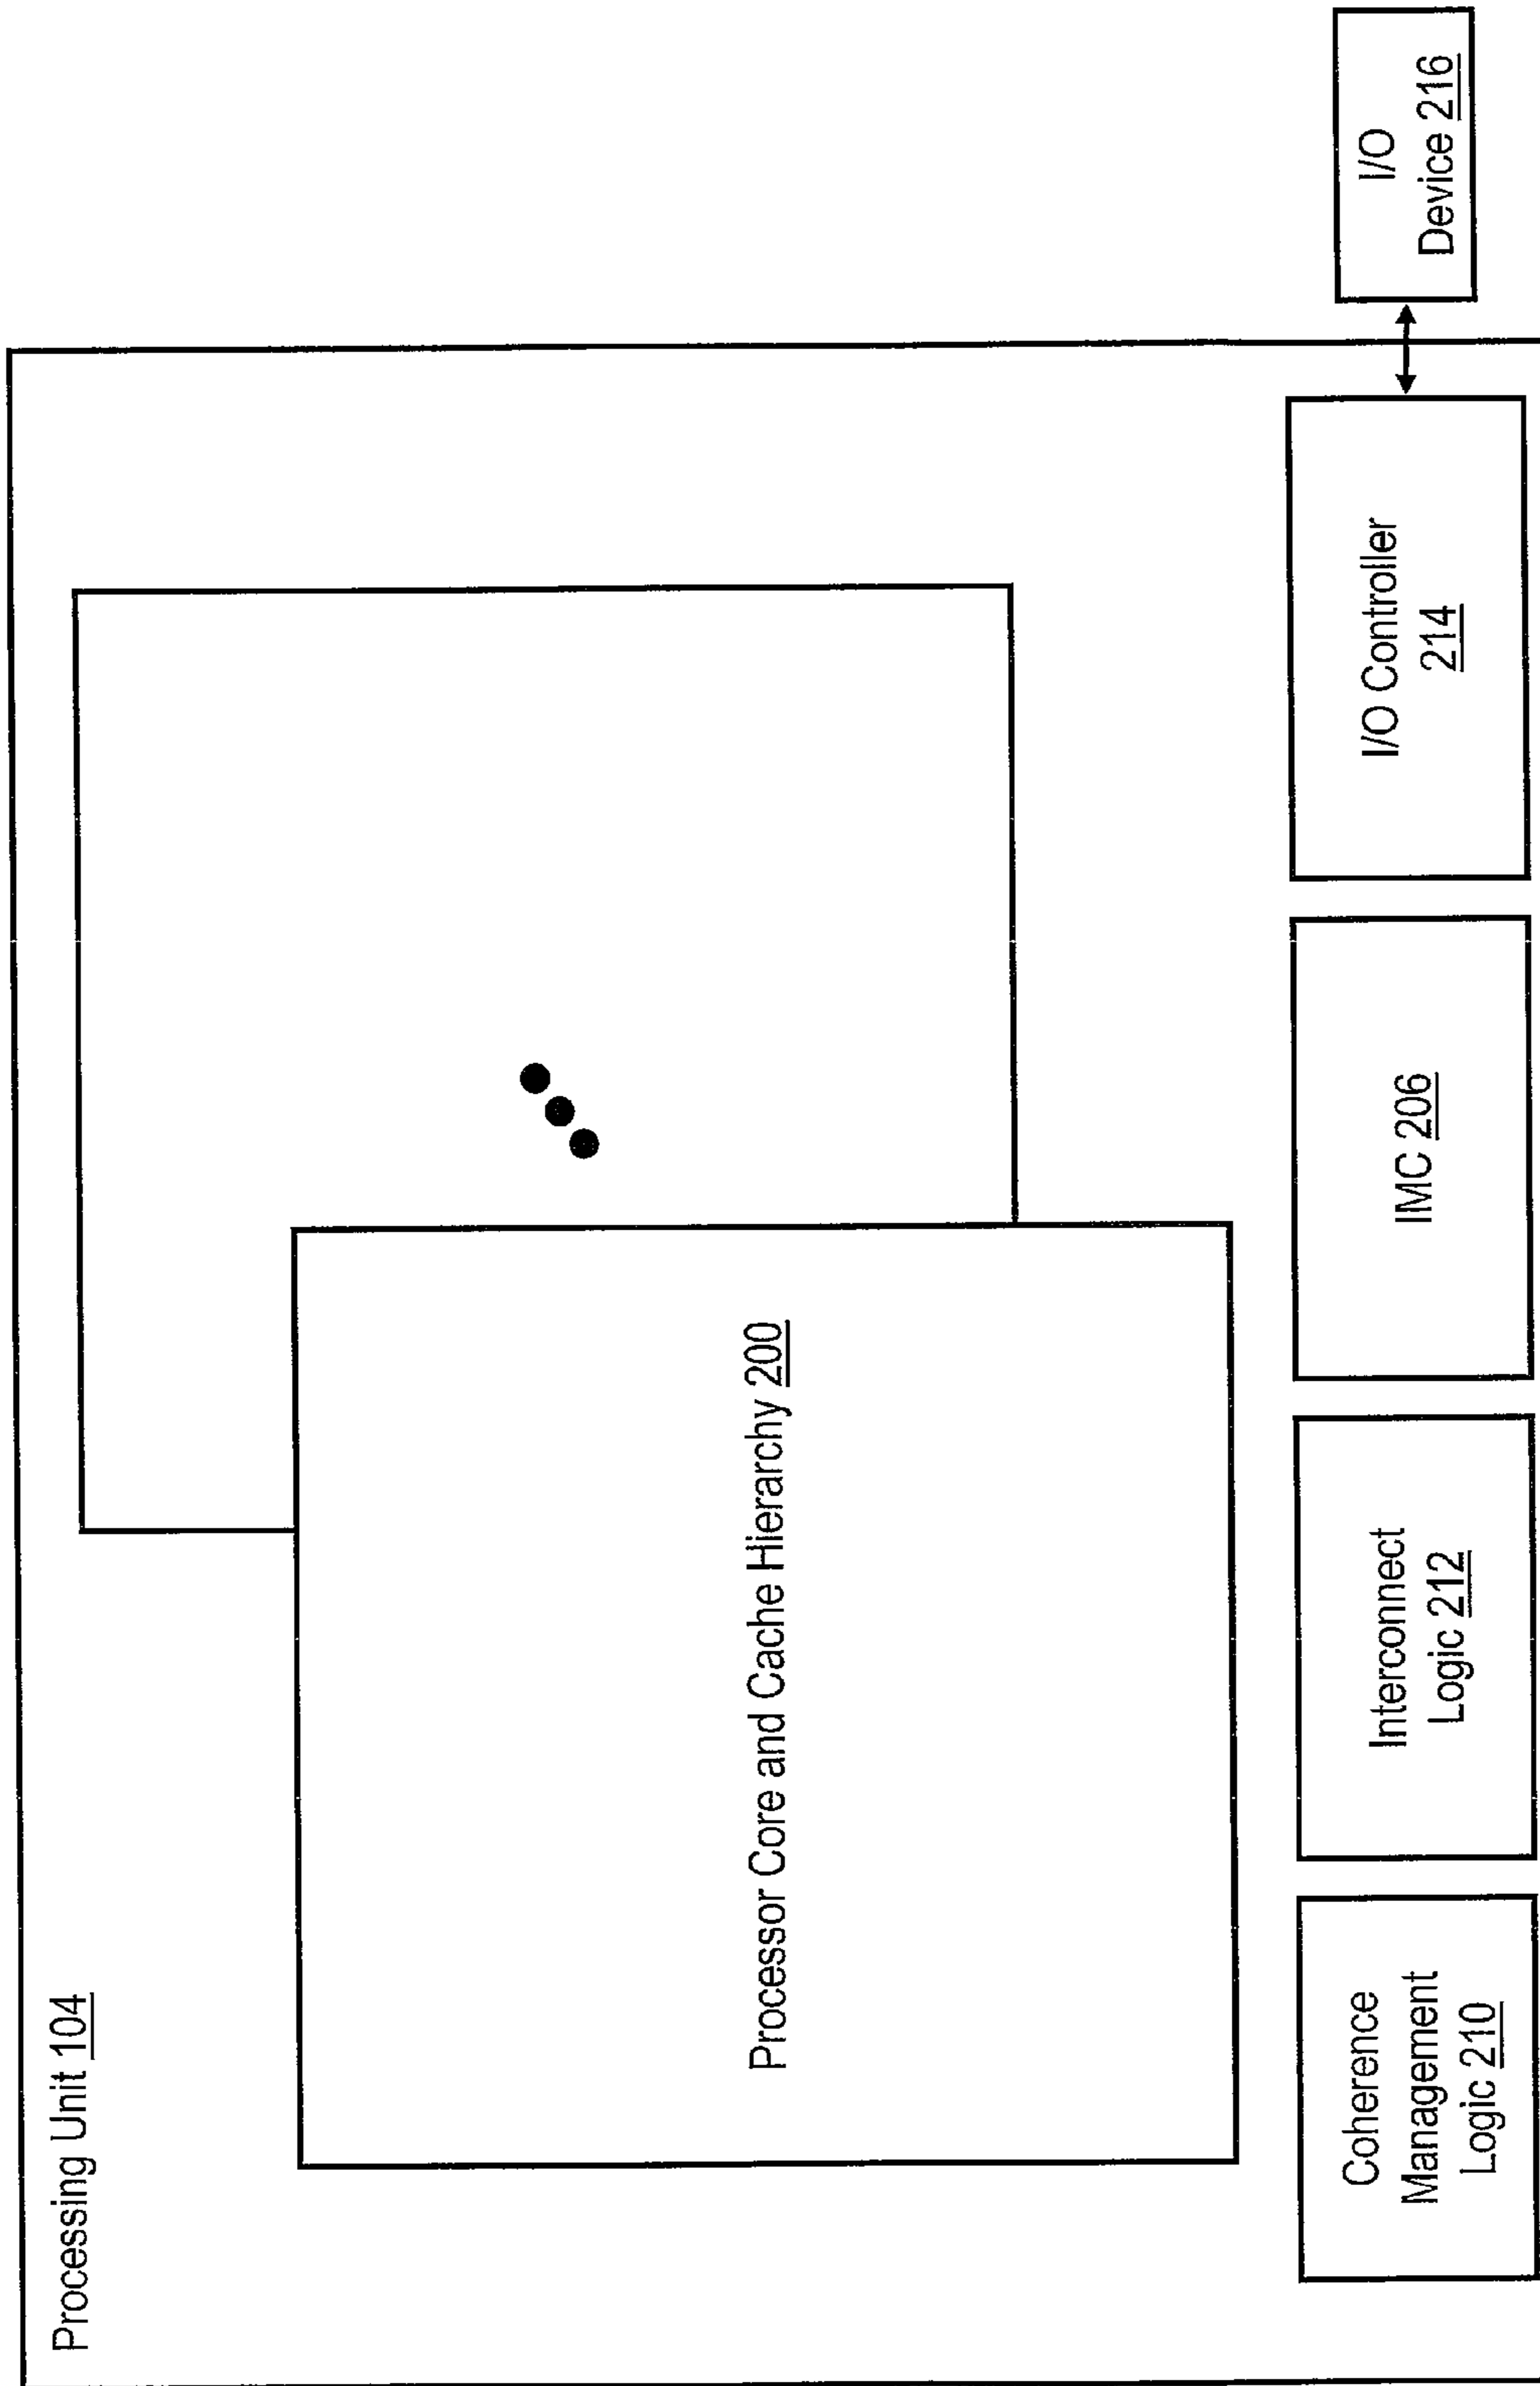 Processing Unit 104
Processor Core and Cache Hierarchy 200
Coherence
Management
Logic 210
Interconnect
Logic 212
IMC 206
I/O Controller
214
I/O
Device 216